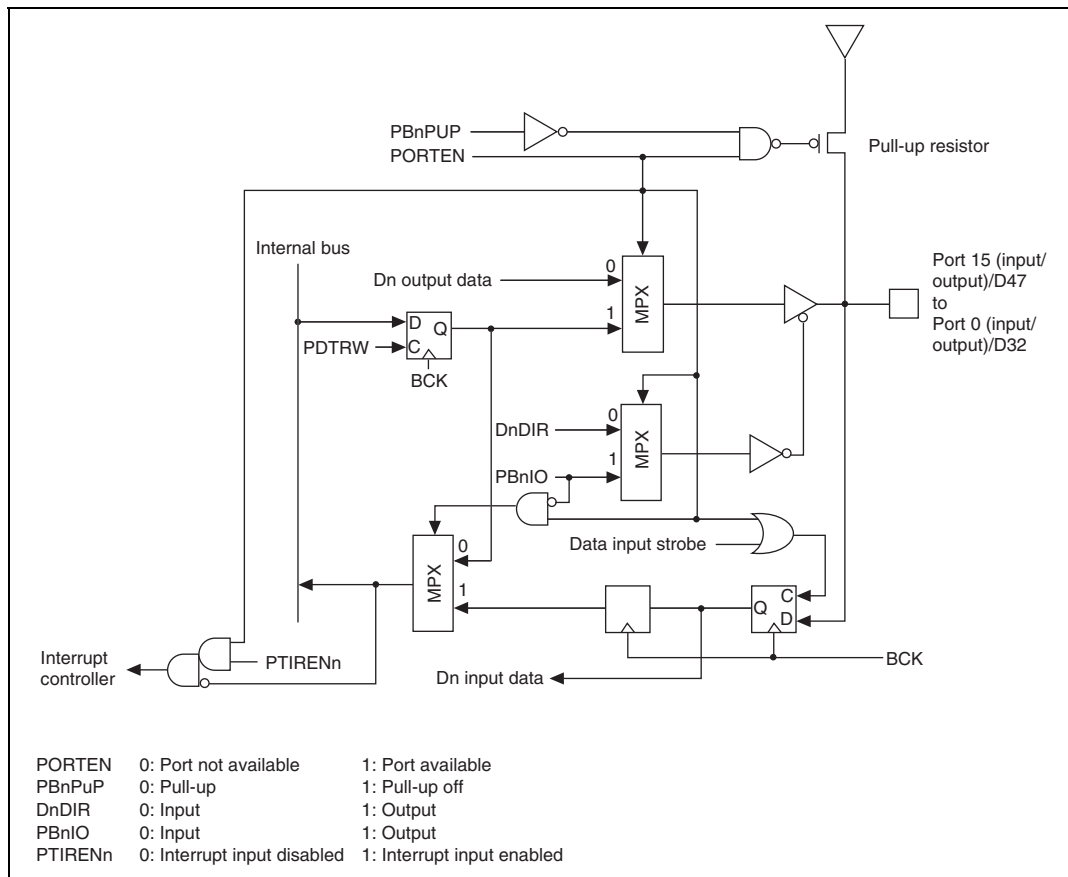 PBnPUP
PORTEN
Pull-up resistor
Internal bus
Dn output data
0
1
MPX
Port 15 (input/
output)/D47
to
Port 0 (input/
output)/D32
D Q
C
PDTRW
BCK
DnDIR
0
1
MPX
PBnIO
Data input strobe
MPX
0
1
Q C
D
BCK
Interrupt
controller
PTIRENn
Dn input data
PORTEN 0: Port not available 1: Port available
PBnPuP 0: Pull-up 1: Pull-up off
DnDIR 0: Input 1: Output
PBnIO 0: Input 1: Output
PTIRENn 0: Interrupt input disabled 1: Interrupt input enabled